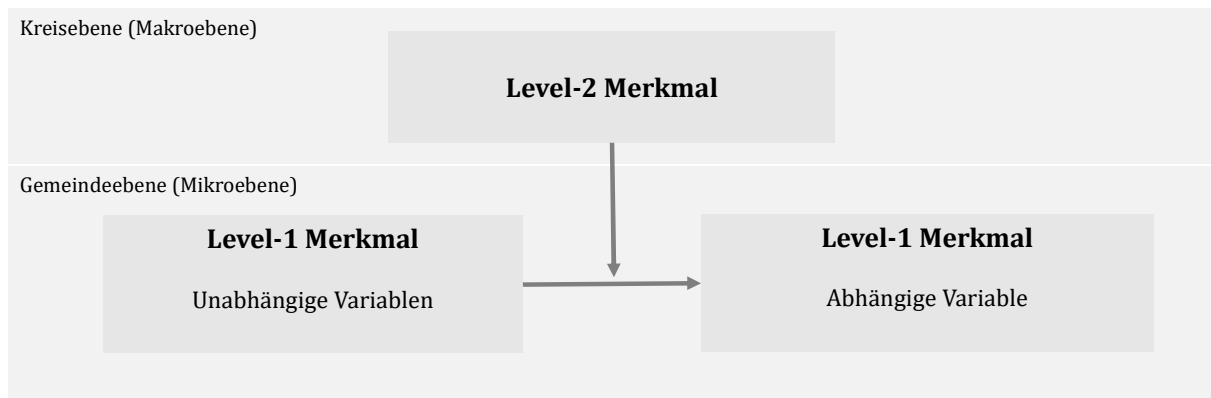 Kreisebene (Makroebene)
Level-2 Merkmal
Gemeindeebene (Mikroebene)
Level-1 Merkmal
Unabhängige Variablen
Level-1 Merkmal
Abhängige Variable